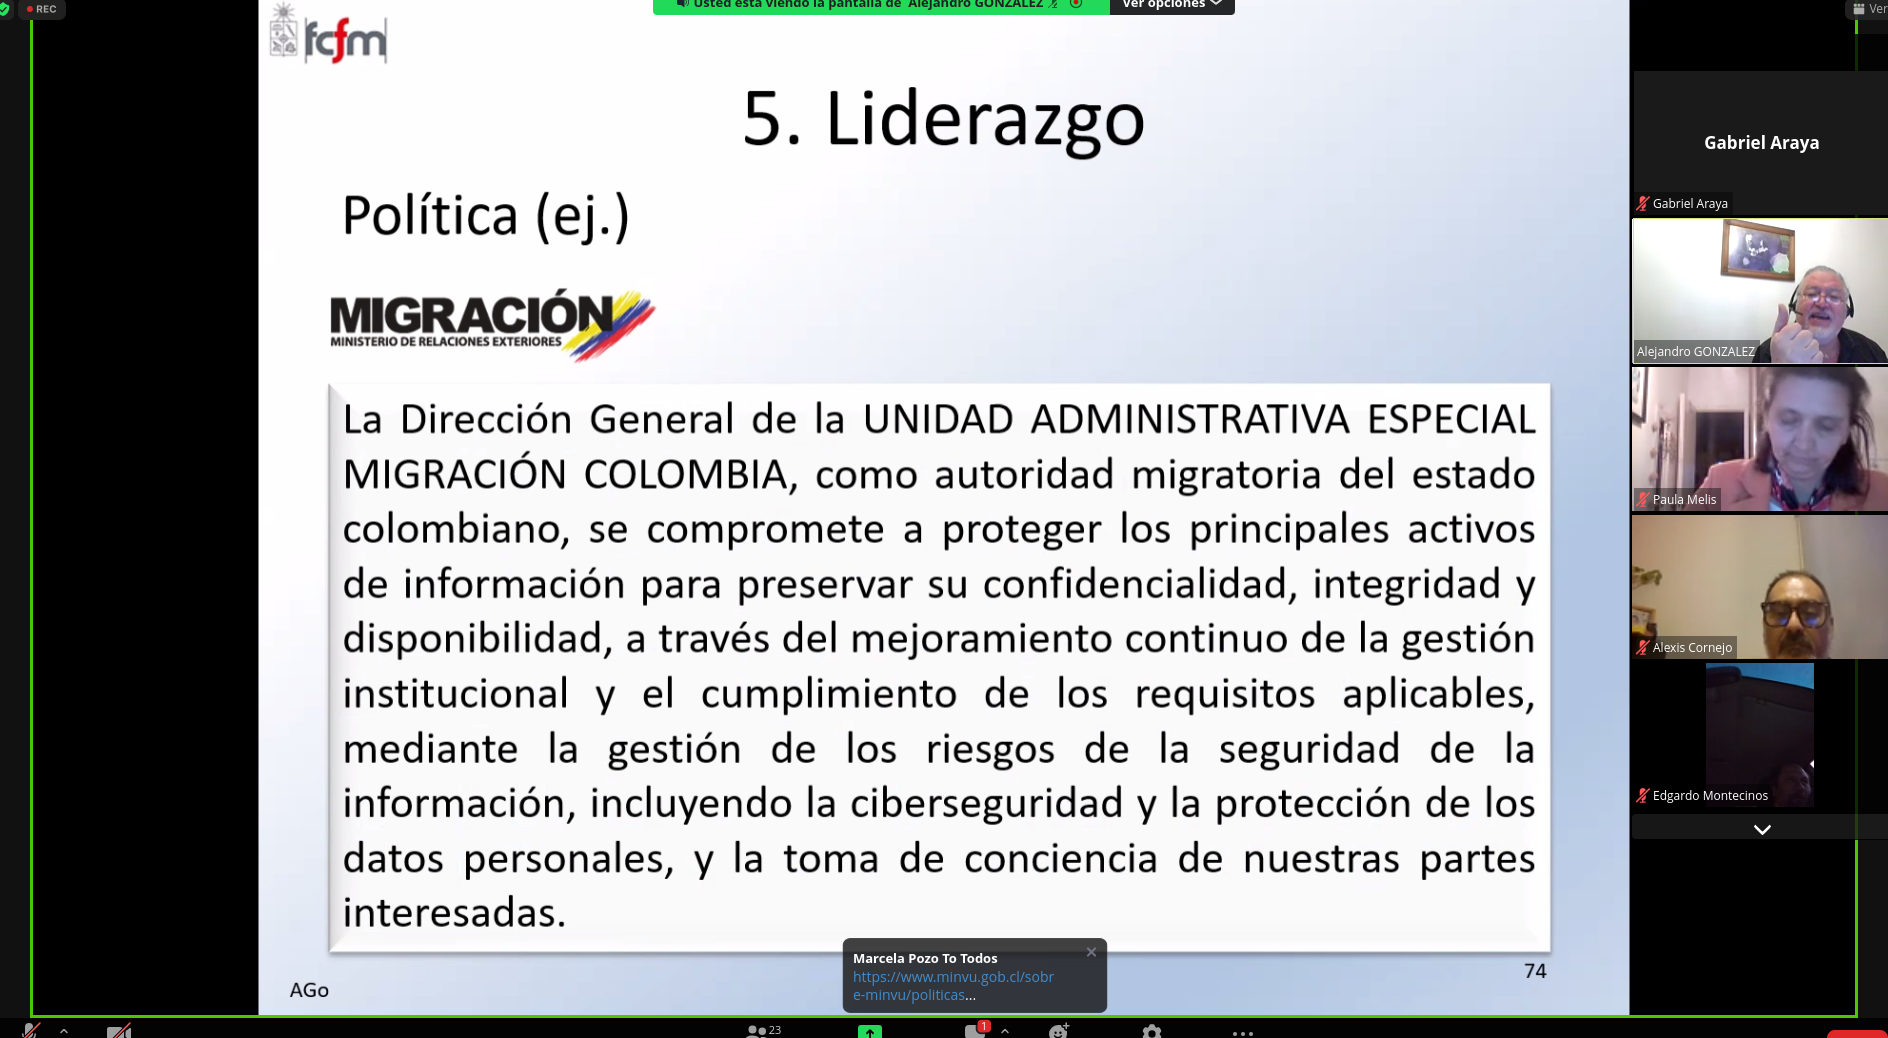 REC
Usted está viendo la pantalla de Alejandro GONZALEZ
Ver opciones
Ver
fcfm
5. Liderazgo
Política (ej.)
MIGRACIÓN
MINISTERIO DE RELACIONES EXTERIORES
La Dirección General de la UNIDAD ADMINISTRATIVA ESPECIAL
MIGRACIÓN COLOMBIA, como autoridad migratoria del estado
colombiano, se compromete a proteger los principales activos
de información para preservar su confidencialidad, integridad y
disponibilidad, a través del mejoramiento continuo de la gestión
institucional y el cumplimiento de los requisitos aplicables,
mediante la gestión de los riesgos de la seguridad de la
información, incluyendo la ciberseguridad y la protección de los
datos personales, y la toma de conciencia de nuestras partes
interesadas.
AGo
74
Marcela Pozo To Todos
https://www.minvu.gob.cl/sobr
e-minvu/politicas...
Gabriel Araya
Gabriel Araya
Alejandro GONZALEZ
Paula Melis
Alexis Cornejo
Edgardo Montecinos
23
1